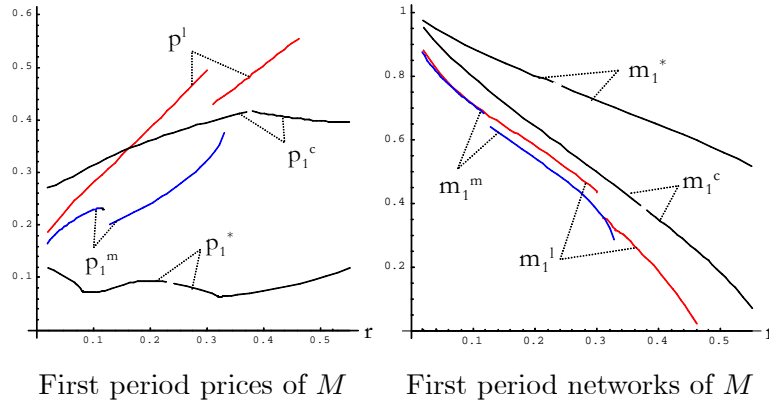 0.6
0.5
0.4
0.3
0.2
0.1
0.1 0.2 0.3 0.4 0.5 r
p^l
p_1^c
p_1^m
p_1^*
First period prices of M
1
0.8
0.6
0.4
0.2
0.1 0.2 0.3 0.4 0.5
m_1^*
m_1^m
m_1^c
m_1^l
First period networks of M